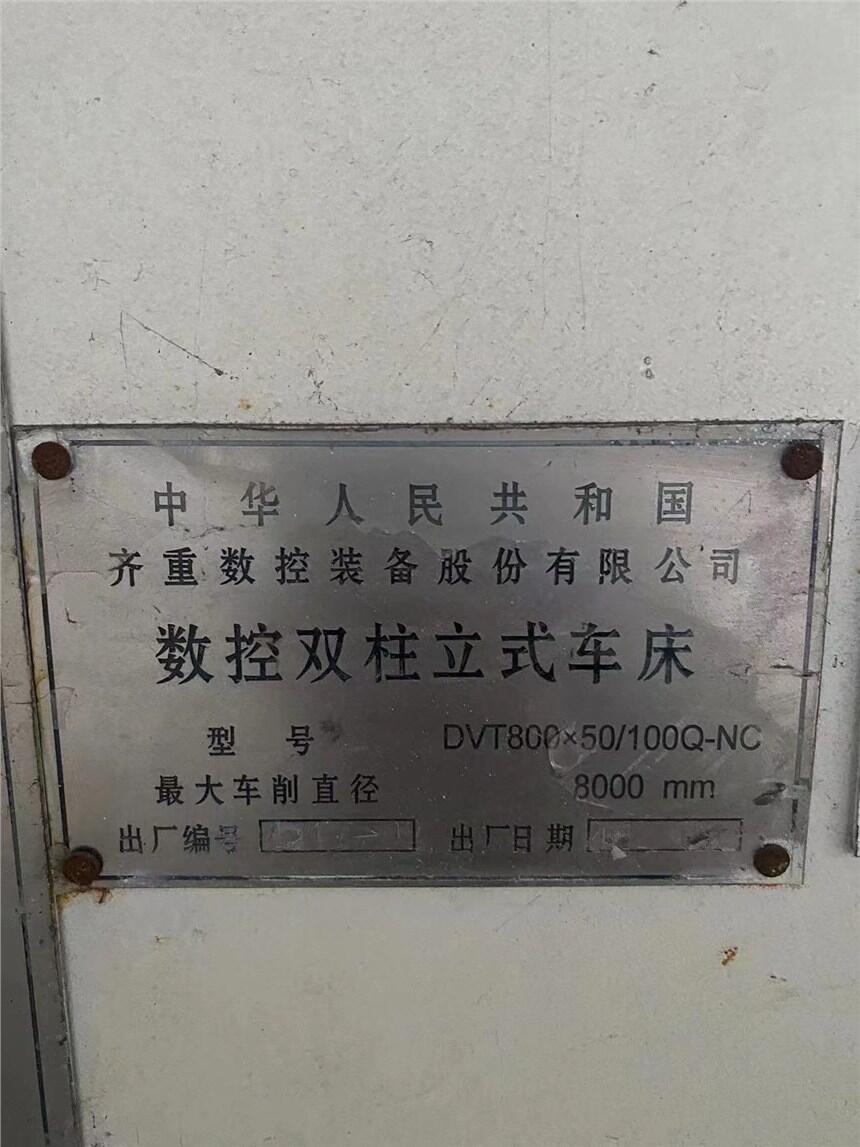 中华人民共和国
齐重数控装备股份有限公司
数控双柱立式车床
型号 DVT800×50/100Q-NC
最大车削直径 8000 mm
出厂编号 出厂日期